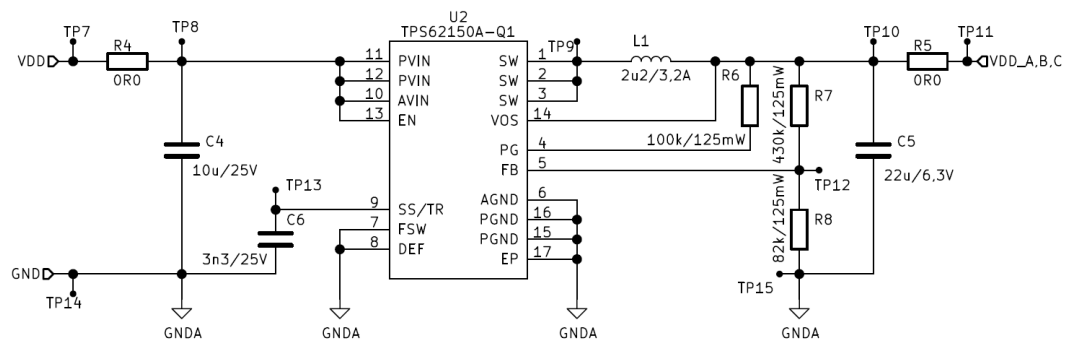 U2
TPS62150A-Q1
TP7
R4
TP8
VDD
0R0
11 PVIN
12 PVIN
10 AVIN
13 EN
SW 1
SW 2
SW 3
VOS 14
PG 4
FB 5
TP9
L1
2u2/3,2A
TP10
R5
TP11
0R0
VDD_A,B,C
R6
100k/125mW
R7
430k/125mW
C4
10u/25V
C5
22u/6,3V
TP12
TP13
C6
3n3/25V
9 SS/TR
7 FSW
8 DEF
AGND 6
PGND 16
PGND 15
EP 17
R8
82k/125mW
GND
TP14
TP15
GNDA
GNDA
GNDA
GNDA